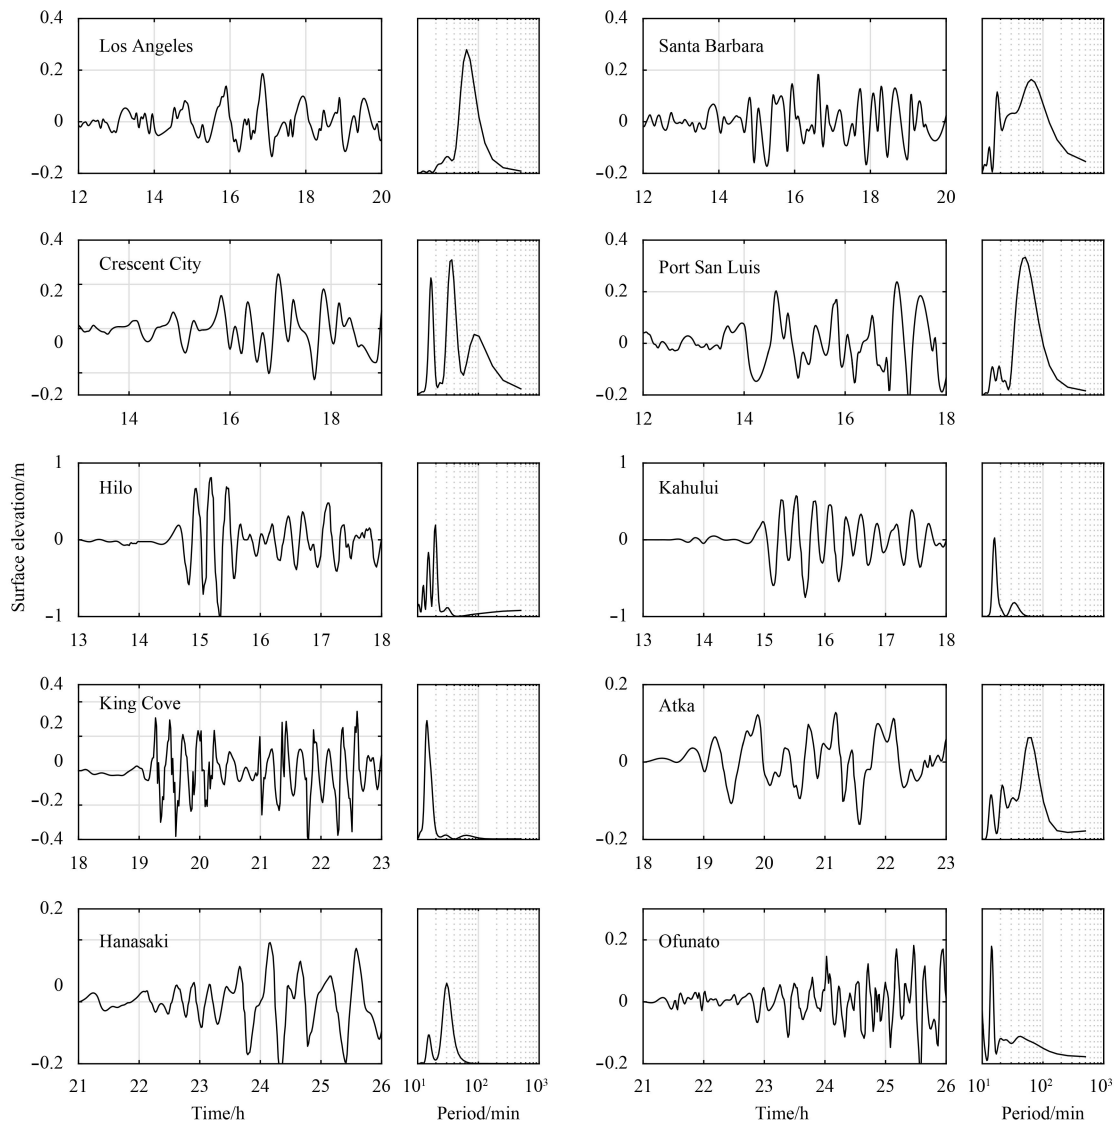 0.4
Los Angeles
0.2
0
−0.2
12 14 16 18 20
Santa Barbara
0.4
0.2
0
−0.2
12 14 16 18 20
0.4
Crescent City
0.2
0
−0.2
14 16 18
0.4
Port San Luis
0.2
0
−0.2
12 14 16 18
Surface elevation/m
1
Hilo
0
−1
13 14 15 16 17 18
1
Kahului
0
−1
13 14 15 16 17 18
0.4
King Cove
0.2
0
−0.2
−0.4
18 19 20 21 22 23
0.2
Atka
0
−0.2
18 19 20 21 22 23
0.2
Hanasaki
0
−0.2
21 22 23 24 25 26
Time/h
10¹ 10² 10³
Period/min
Ofunato
0.2
0
−0.2
21 22 23 24 25 26
Time/h
10¹ 10² 10³
Period/min